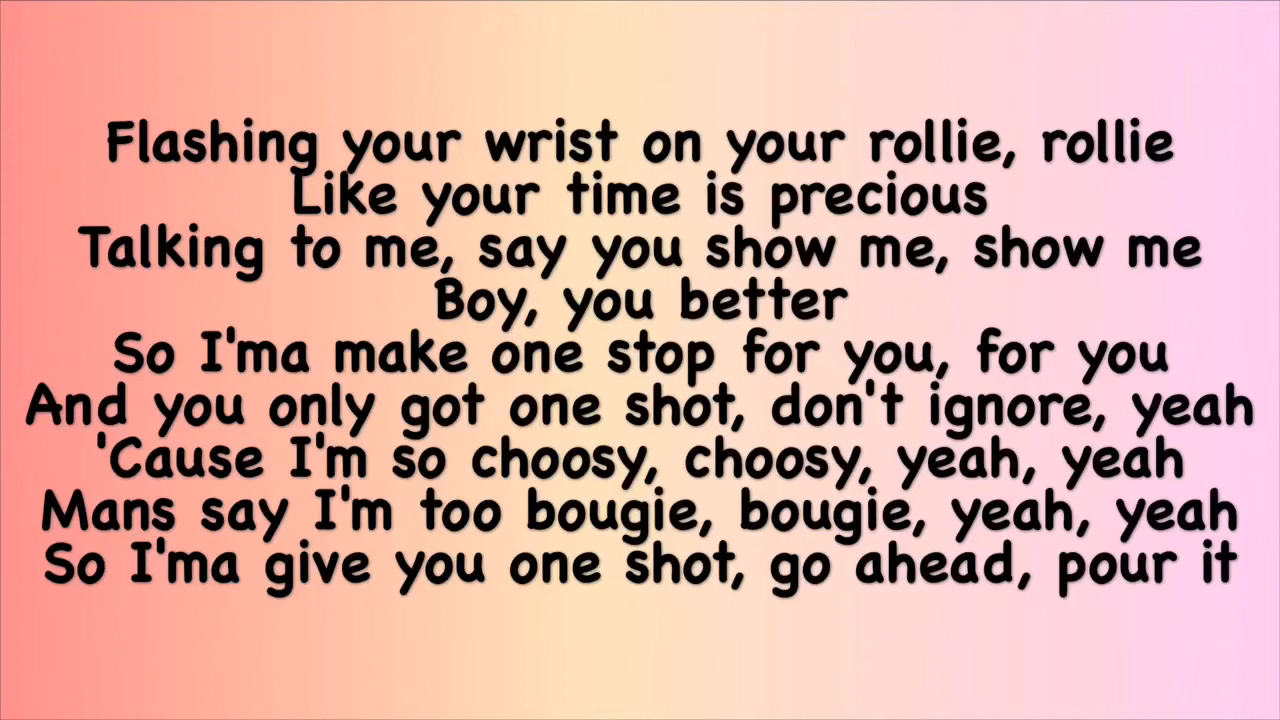 Flashing your wrist on your rollie, rollie
Like your time is precious
Talking to me, say you show me, show me
Boy, you better
So I'ma make one stop for you, for you
And you only got one shot, don't ignore, yeah
'Cause I'm so choosy, choosy, yeah, yeah
Mans say I'm too bougie, bougie, yeah, yeah
So I'ma give you one shot, go ahead, pour it